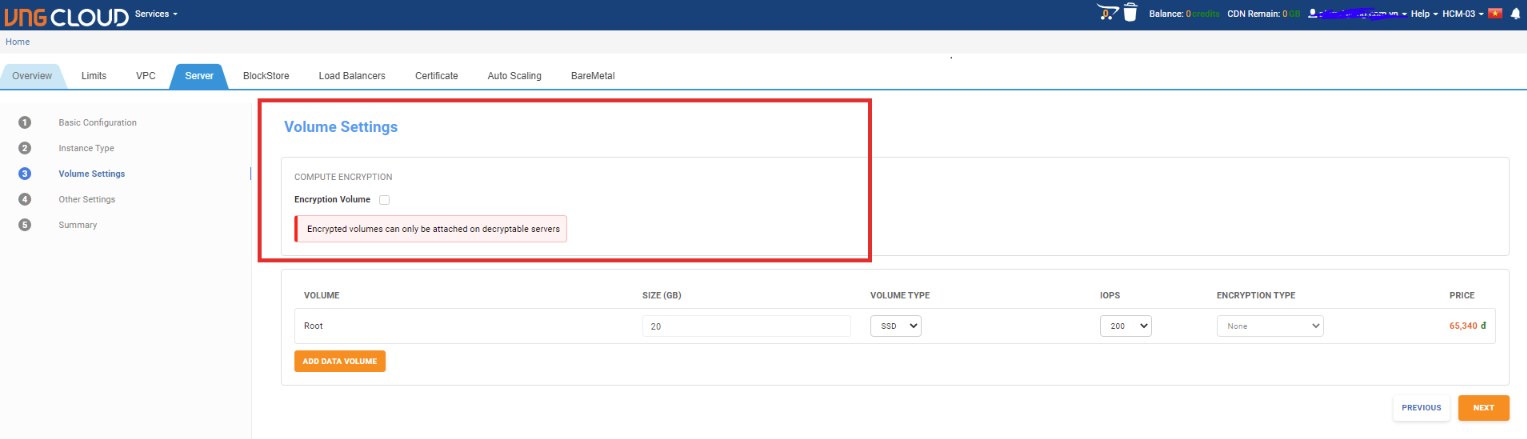 VNG CLOUD Services
0 Balance: 0 credits CDN Remain: 0 GB Help HCM-03
Home
Overview Limits VPC Server BlockStore Load Balancers Certificate Auto Scaling BareMetal
1 Basic Configuration
2 Instance Type
3 Volume Settings
4 Other Settings
5 Summary
Volume Settings
COMPUTE ENCRYPTION
Encryption Volume
Encrypted volumes can only be attached on decryptable servers
VOLUME SIZE (GB) VOLUME TYPE IOPS ENCRYPTION TYPE PRICE
Root 20 SSD 200 None 65,340 đ
ADD DATA VOLUME
PREVIOUS NEXT